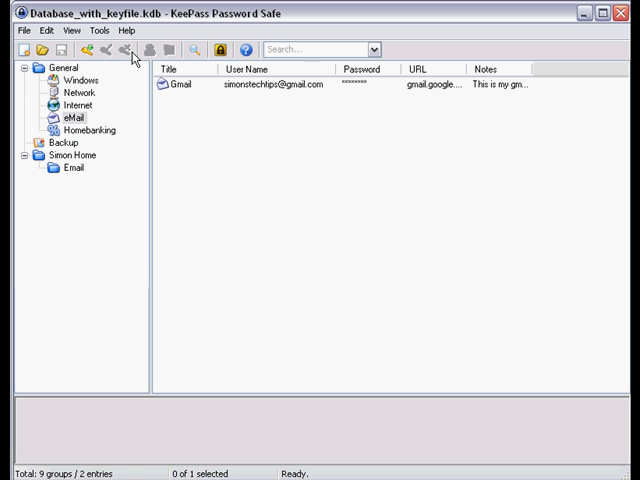 Database_with_keyfile.kdb - KeePass Password Safe
File Edit View Tools Help
Search...
General
Windows
Network
Internet
eMail
Homebanking
Backup
Simon Home
Email
Title User Name Password URL Notes
Gmail simonstechtips@gmail.com ******** gmail.google.... This is my gm...
Total: 9 groups / 2 entries 0 of 1 selected Ready.